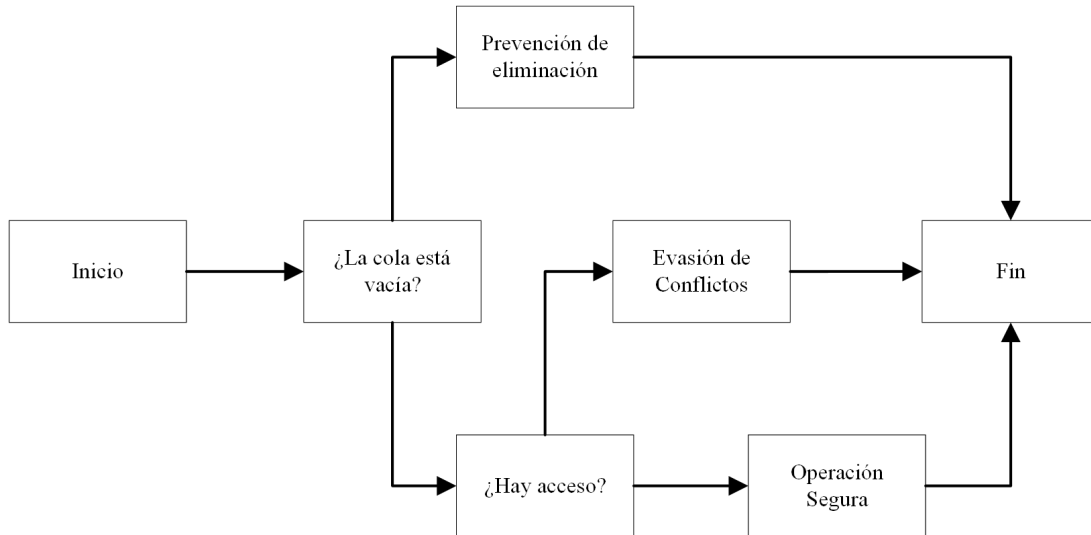 Prevención de
eliminación
Inicio
¿La cola está
vacía?
Evasión de
Conflictos
Fin
¿Hay acceso?
Operación
Segura